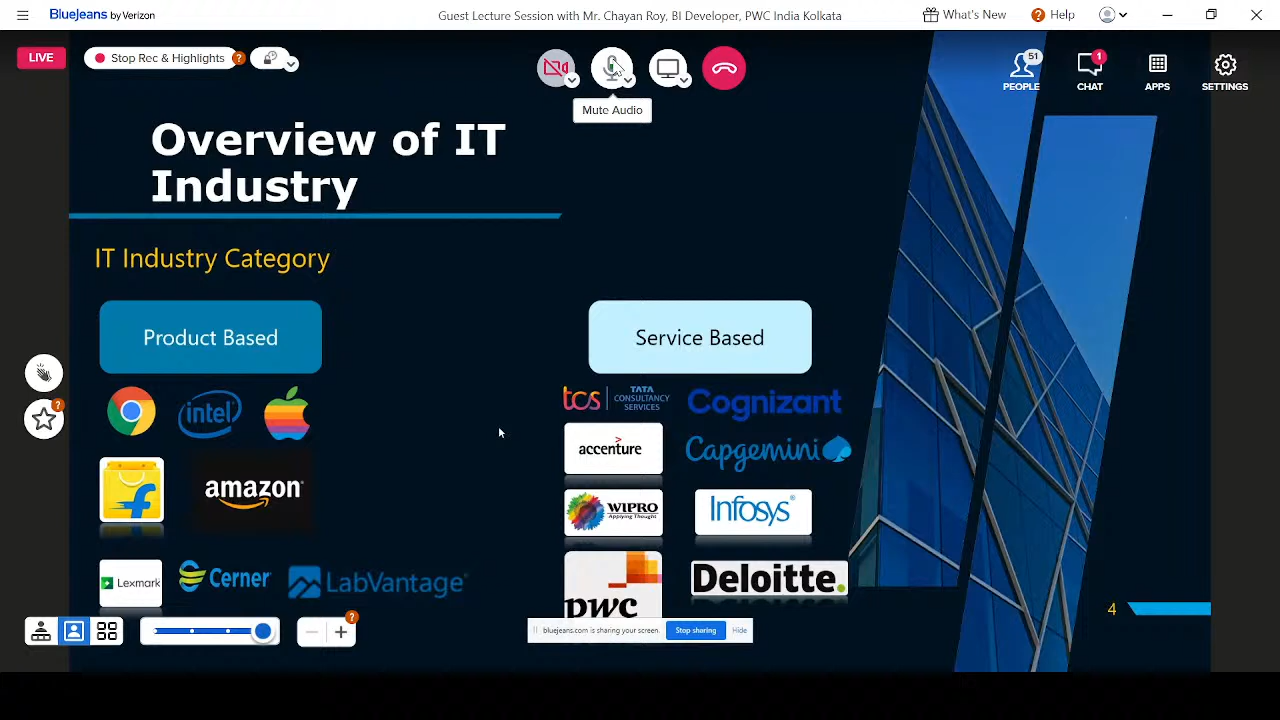 BlueJeans by Verizon
Guest Lecture Session with Mr. Chayan Roy, BI Developer, PWC India Kolkata
What's New
? Help
LIVE
Stop Rec & Highlights ?
51
PEOPLE
1
CHAT
APPS
SETTINGS
Mute Audio
Overview of IT
Industry
IT Industry Category
Product Based
Service Based
intel
tcs TATA
CONSULTANCY
SERVICES
Cognizant
accenture
Capgemini
amazon
WIPRO
Applying Thought
Infosys®
Lexmark
Cerner
LabVantage®
pwc
Deloitte.
?
?
4
bluejeans.com is sharing your screen.
Stop sharing
Hide